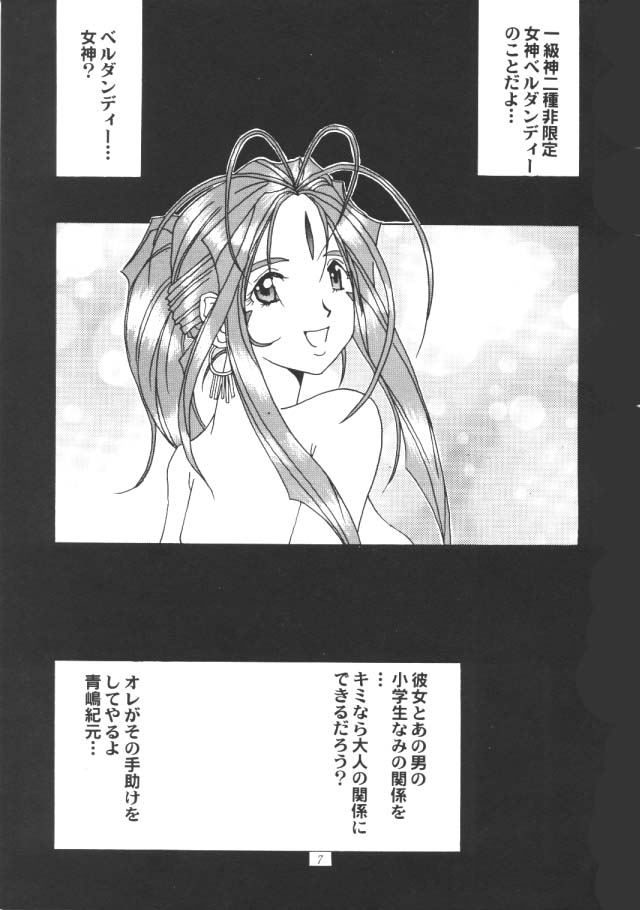 一級神二種非限定
女神ベルダンディー
のことだよ…
ベルダンディー…
女神？
彼女とあの男の
小学生なみの関係を
…
キミなら大人の関係に
できるだろう？
オレがその手助けを
してやるよ
青嶋紀元…
7